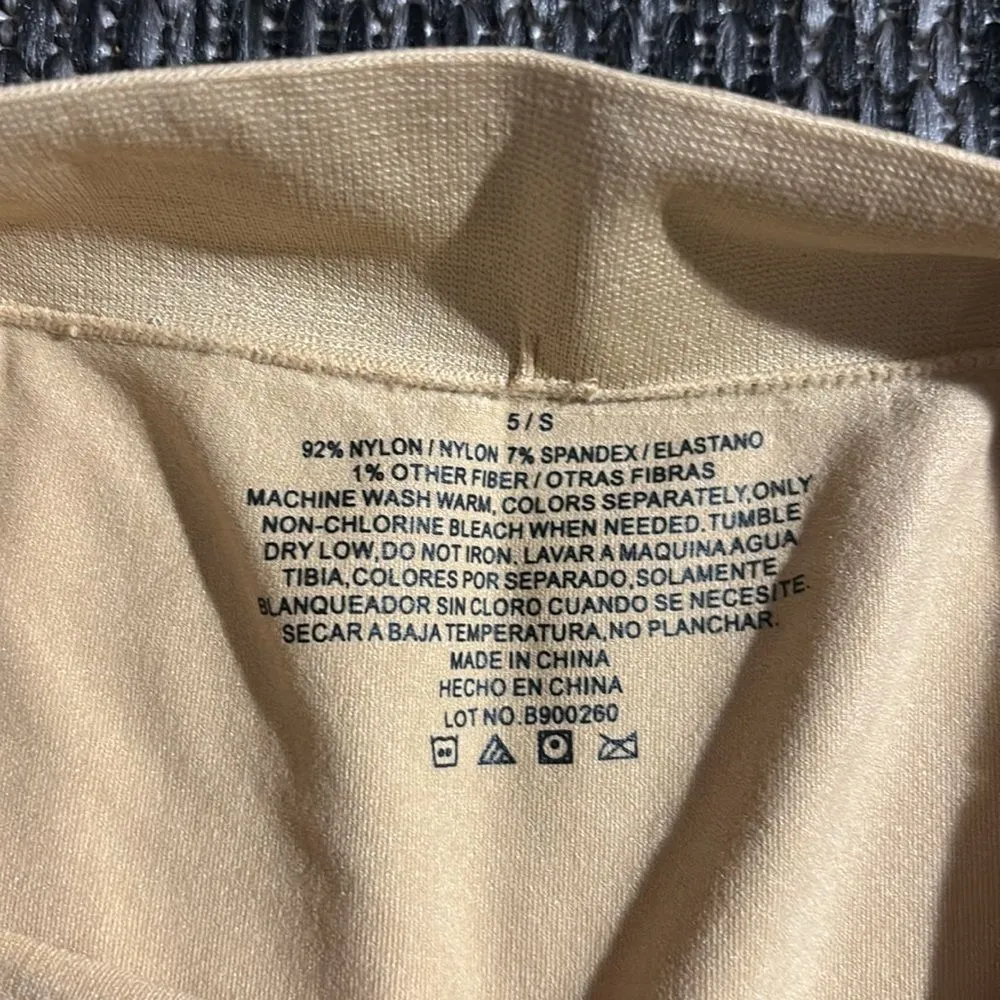 5 / S
92% NYLON / NYLON 7% SPANDEX / ELASTANO
1% OTHER FIBER / OTRAS FIBRAS
MACHINE WASH WARM, COLORS SEPARATELY,ONLY
NON-CHLORINE BLEACH WHEN NEEDED. TUMBLE
DRY LOW,DO NOT IRON. LAVAR A MAQUINA AGUA
TIBIA,COLORES POR SEPARADO,SOLAMENTE
BLANQUEADOR SIN CLORO CUANDO SE NECESITE.
SECAR A BAJA TEMPERATURA,NO PLANCHAR.
MADE IN CHINA
HECHO EN CHINA
LOT NO.B900260